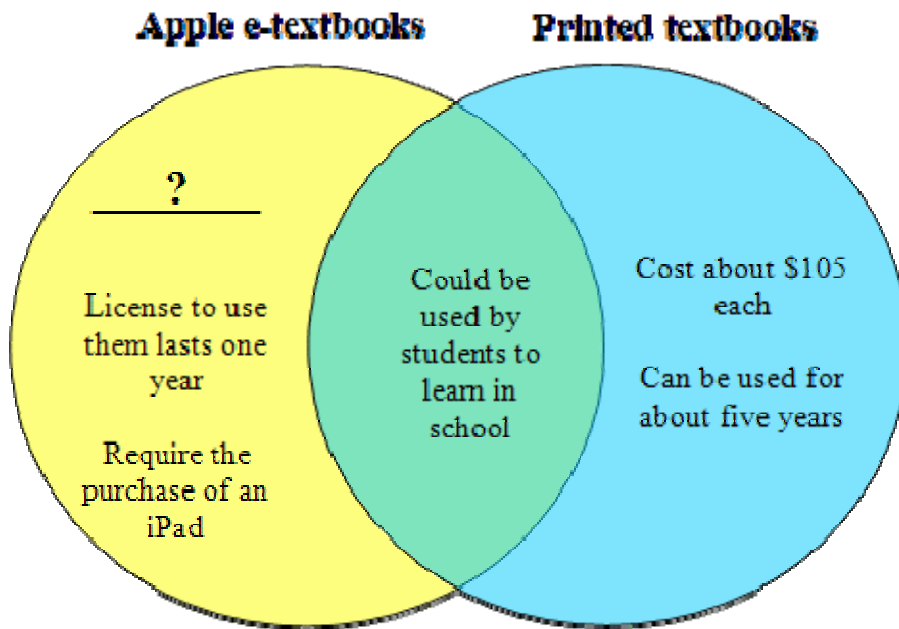 Apple e-textbooks
Printed textbooks
?
License to use
them lasts one
year
Require the
purchase of an
iPad
Could be
used by
students to
learn in
school
Cost about $105
each
Can be used for
about five years